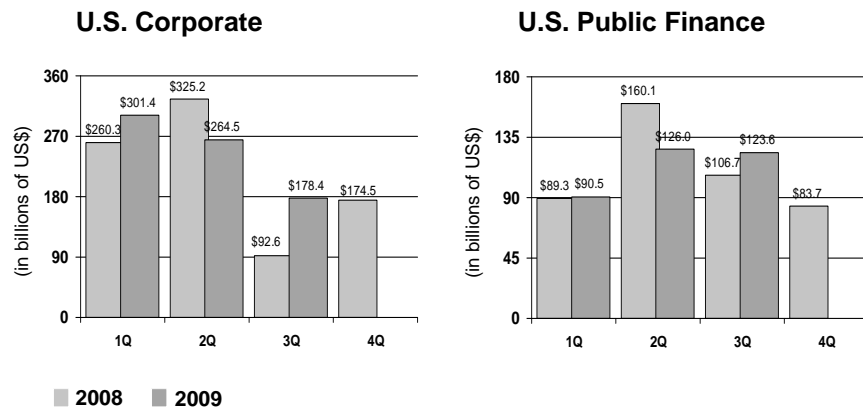 U.S. Corporate
(in billions of US$)
360
270
180
90
0
$260.3
$301.4
$325.2
$264.5
$92.6
$178.4
$174.5
1Q
2Q
3Q
4Q
U.S. Public Finance
(in billions of US$)
180
135
90
45
0
$89.3
$90.5
$160.1
$126.0
$106.7
$123.6
$83.7
1Q
2Q
3Q
4Q
2008
2009